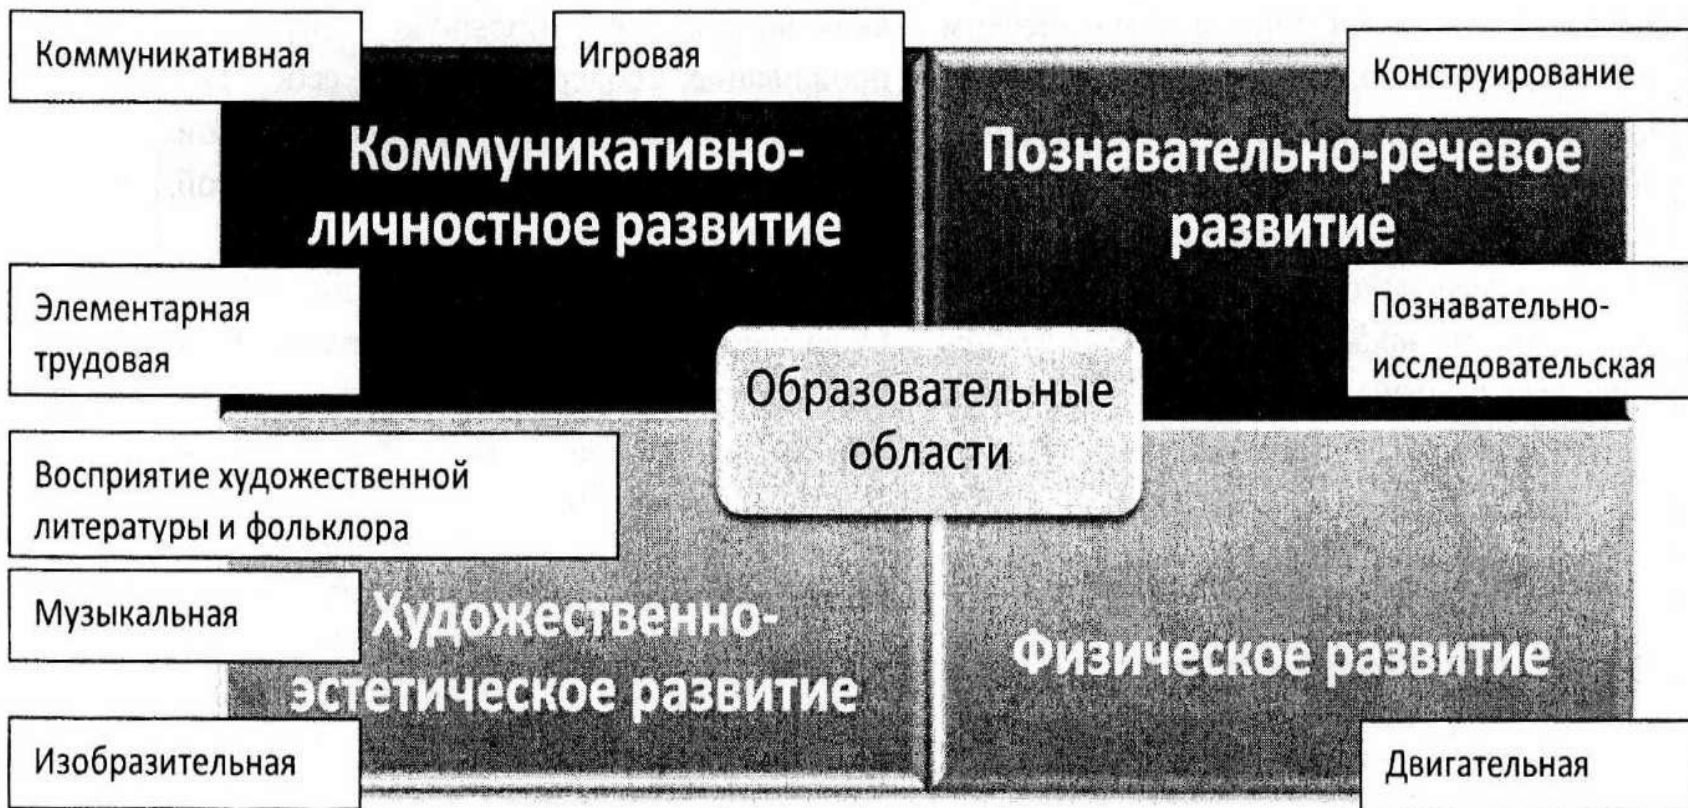 Коммуникативная
Игровая
Конструирование
Коммуникативно-
личностное развитие
Познавательно-речевое
развитие
Элементарная
трудовая
Познавательно-
исследовательская
Образовательные
области
Восприятие художественной
литературы и фольклора
Музыкальная
Художественно-
эстетическое развитие
Физическое развитие
Изобразительная
Двигательная